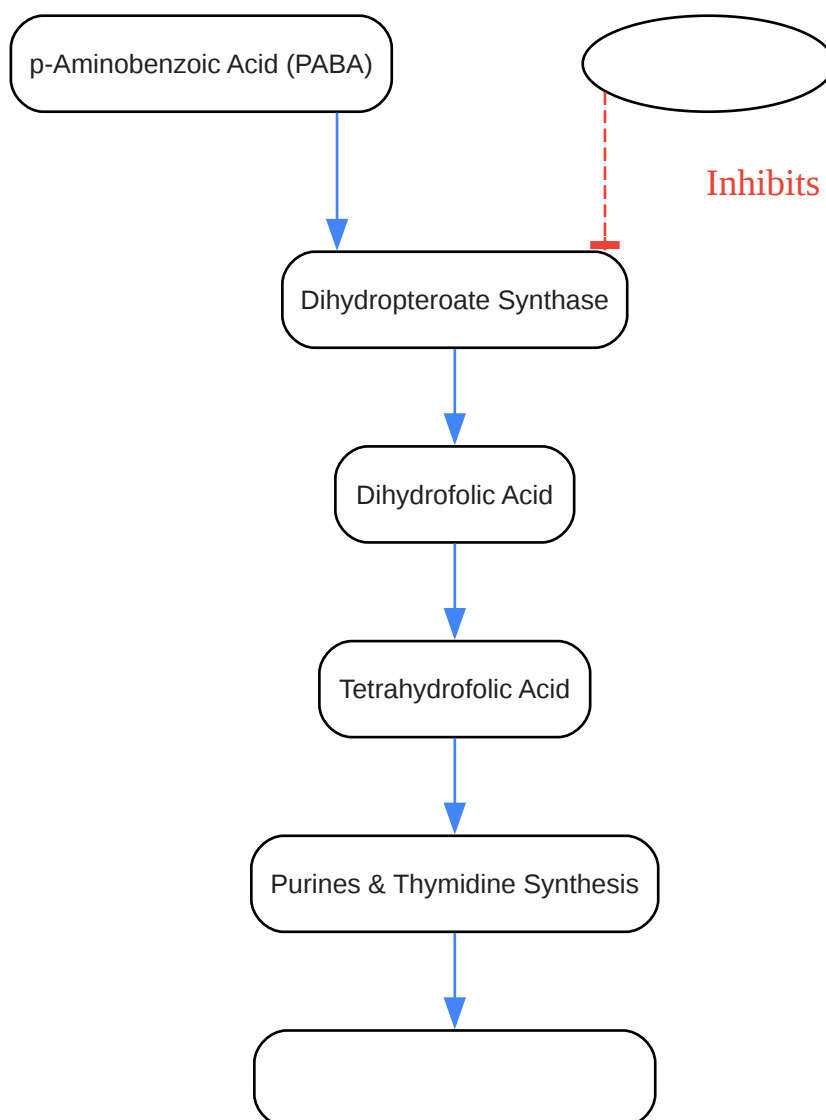 p-Aminobenzoic Acid (PABA)
Inhibits
Dihydropteroate Synthase
Dihydrofolic Acid
Tetrahydrofolic Acid
Purines & Thymidine Synthesis